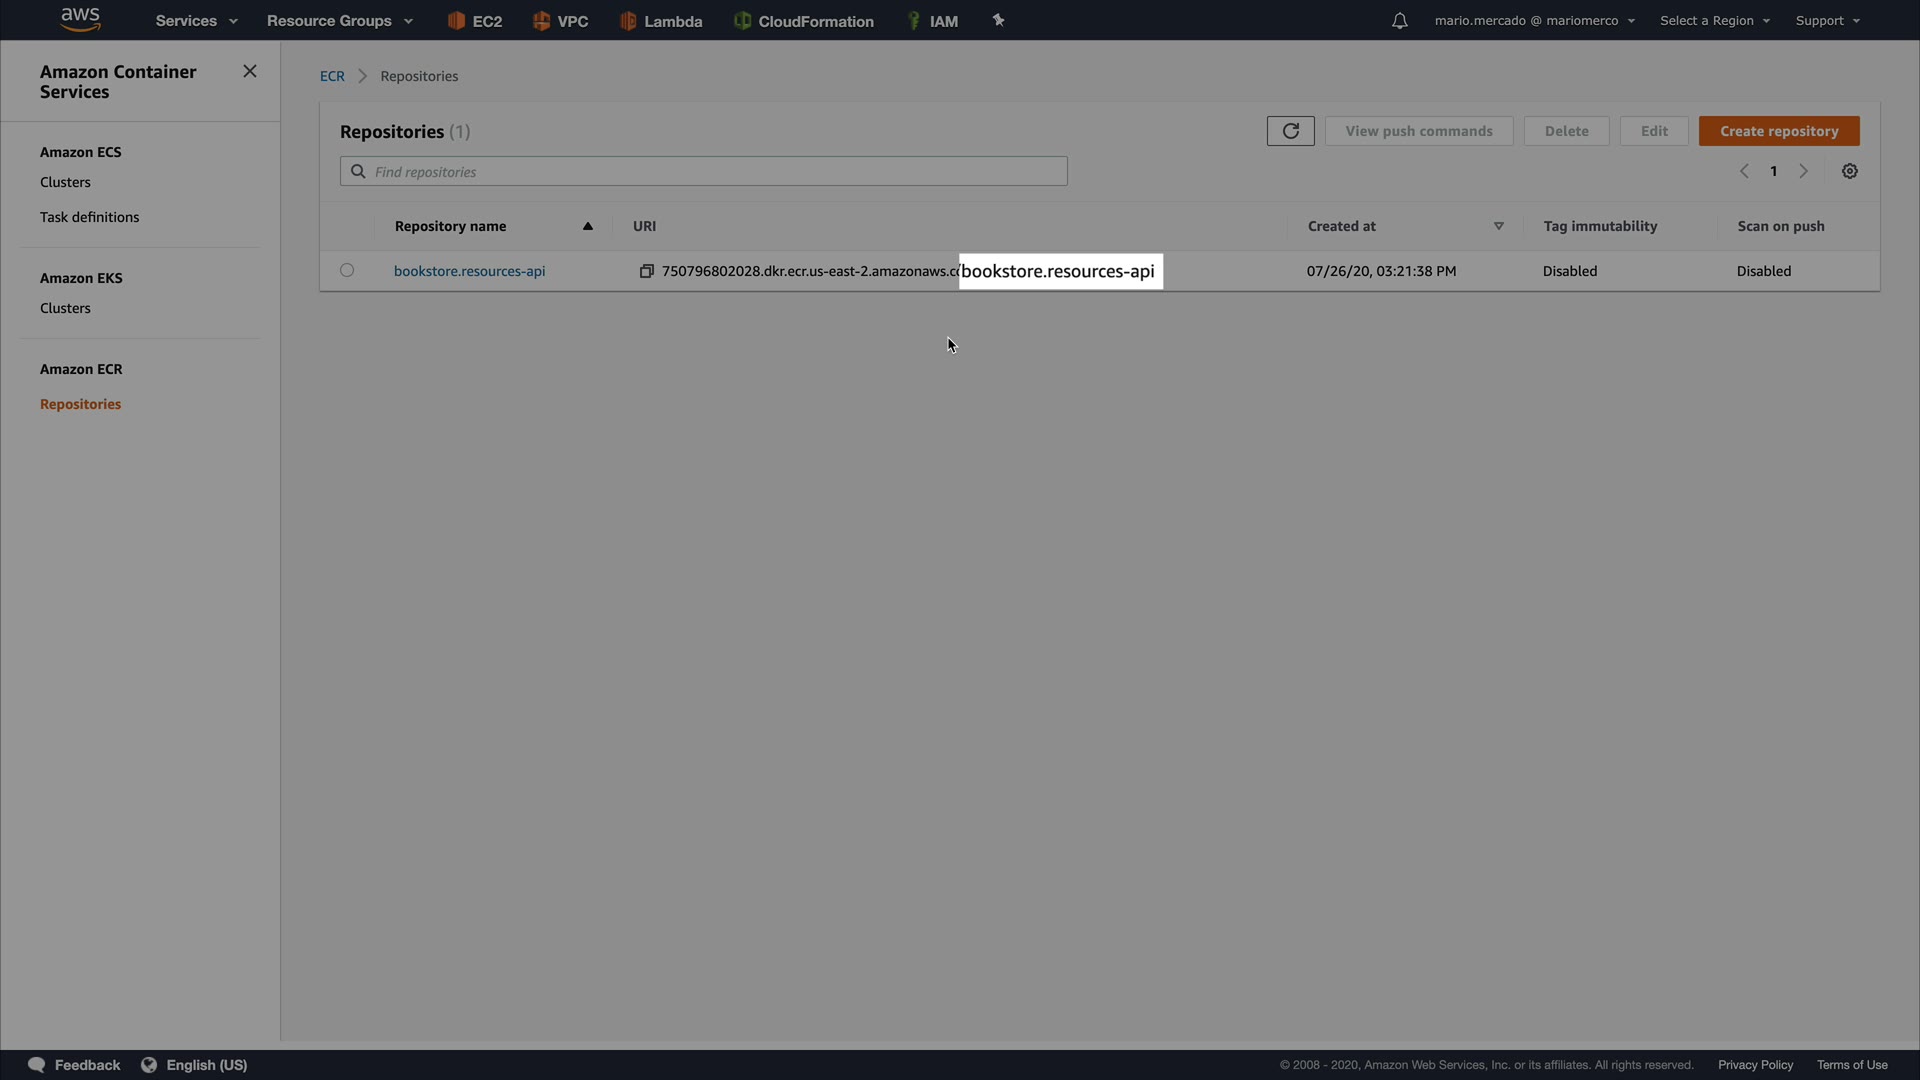 aws Services Resource Groups EC2 VPC Lambda CloudFormation IAM mario.mercado @ mariomerco Select a Region Support
Amazon Container
Services
Amazon ECS
Clusters
Task definitions
Amazon EKS
Clusters
Amazon ECR
Repositories
ECR Repositories
Repositories (1) View push commands Delete Edit Create repository
Find repositories 1
Repository name URI Created at Tag immutability Scan on push
bookstore.resources-api 750796802028.dkr.ecr.us-east-2.amazonaws.c bookstore.resources-api 07/26/20, 03:21:38 PM Disabled Disabled
Feedback English (US) © 2008 - 2020, Amazon Web Services, Inc. or its affiliates. All rights reserved. Privacy Policy Terms of Use